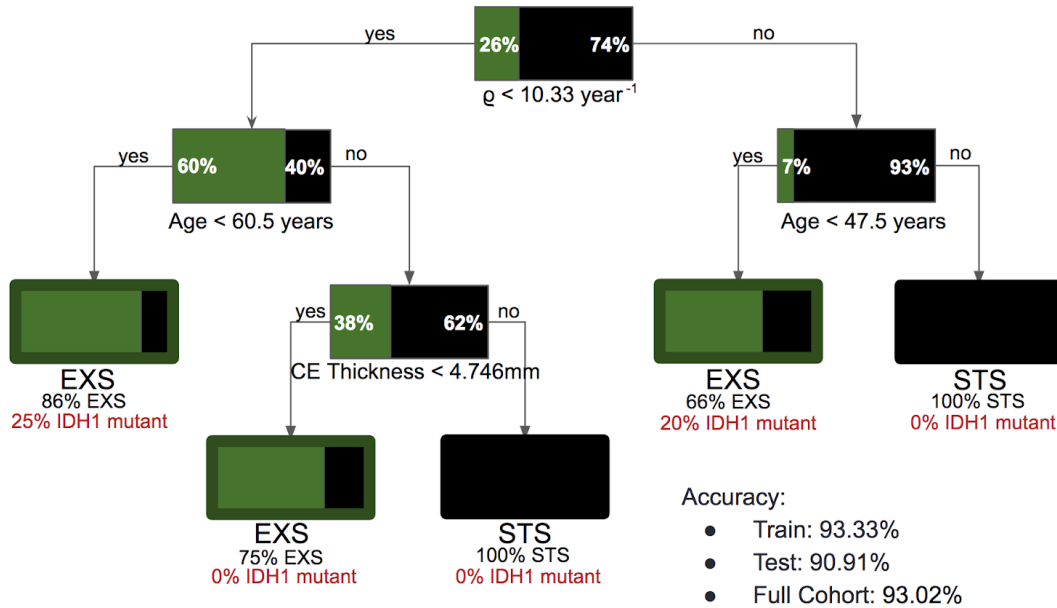 yes
26%
74%
no
ϱ < 10.33 year⁻¹
yes
60%
40%
no
Age < 60.5 years
yes
7%
93%
no
Age < 47.5 years
EXS
86% EXS
25% IDH1 mutant
yes
38%
62%
no
CE Thickness < 4.746mm
EXS
66% EXS
20% IDH1 mutant
STS
100% STS
0% IDH1 mutant
EXS
75% EXS
0% IDH1 mutant
STS
100% STS
0% IDH1 mutant
Accuracy:
● Train: 93.33%
● Test: 90.91%
● Full Cohort: 93.02%